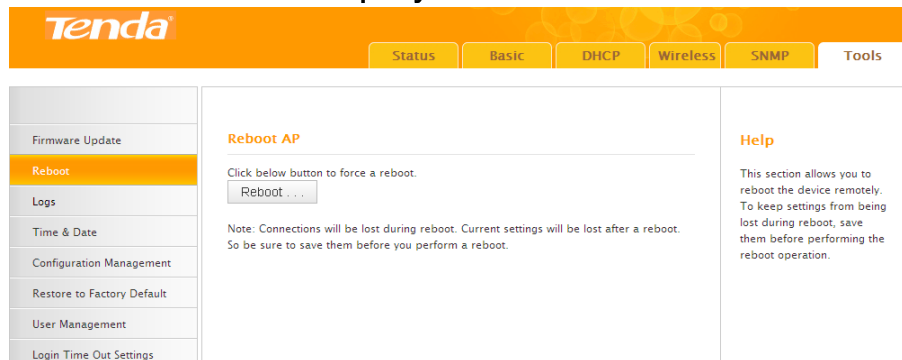 Tenda
Status Basic DHCP Wireless SNMP Tools
Firmware Update
Reboot
Logs
Time & Date
Configuration Management
Restore to Factory Default
User Management
Login Time Out Settings
Reboot AP
Click below button to force a reboot.
Reboot . . .
Note: Connections will be lost during reboot. Current settings will be lost after a reboot.
So be sure to save them before you perform a reboot.
Help
This section allows you to
reboot the device remotely.
To keep settings from being
lost during reboot, save
them before performing the
reboot operation.